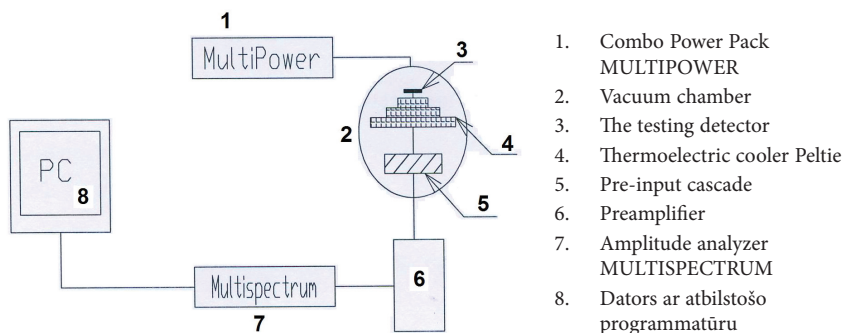 1
MultiPower
3
2
4
5
PC
8
6
Multispectrum
7
1. Combo Power Pack
MULTIPOWER
2. Vacuum chamber
3. The testing detector
4. Thermoelectric cooler Peltie
5. Pre-input cascade
6. Preamplifier
7. Amplitude analyzer
MULTISPECTRUM
8. Dators ar atbilstošo
programmatūru